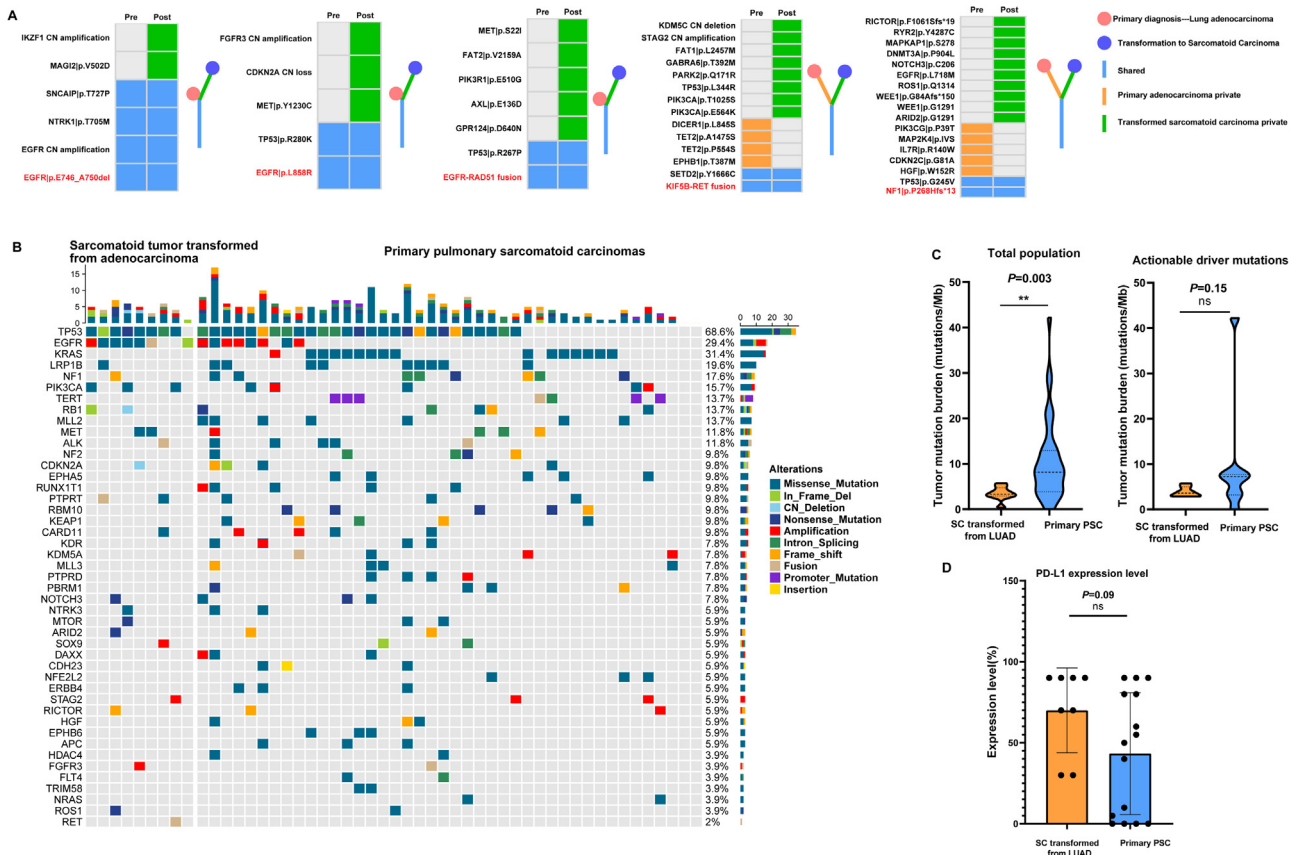 A
Pre Post
IKZF1 CN amplification
MAGI2|p.V502D
SNCAIP|p.T727P
NTRK1|p.T705M
EGFR CN amplification
EGFR|p.E746_A750del
Pre Post
FGFR3 CN amplification
CDKN2A CN loss
MET|p.Y1230C
TP53|p.R280K
EGFR|p.L858R
Pre Post
MET|p.S22I
FAT2|p.V2159A
PIK3R1|p.E510G
AXL|p.E136D
GPR124|p.D640N
TP53|p.R267P
EGFR-RAD51 fusion
Pre Post
KDM5C CN deletion
STAG2 CN amplification
FAT1|p.L2457M
GABRA6|p.T392M
PARK2|p.Q171R
TP53|p.L344R
PIK3CA|p.T1025S
PIK3CA|p.E564K
DICER1|p.L845S
TET2|p.A1475S
TET2|p.P554S
EPHB1|p.T387M
SETD2|p.Y1666C
KIF5B-RET fusion
Pre Post
RICTOR|p.F1061Sfs*19
RYR2|p.Y4287C
MAPKAP1|p.S278
DNMT3A|p.P904L
NOTCH3|p.C206
EGFR|p.L718M
ROS1|p.Q1314
WEE1|p.G84Afs*150
WEE1|p.G1291
ARID2|p.G1291
PIK3CG|p.P39T
MAP2K4|p.IVS
IL7R|p.R140W
CDKN2C|p.G81A
HGF|p.W152R
TP53|p.G245V
NF1|p.P268Hfs*13
Primary diagnosis---Lung adenocarcinoma
Transformation to Sarcomatoid Carcinoma
Shared
Primary adenocarcinoma private
Transformed sarcomatoid carcinoma private
B
Sarcomatoid tumor transformed
from adenocarcinoma
Primary pulmonary sarcomatoid carcinomas
15
10
5
0
0 10 20 30
TP53 68.6%
EGFR 29.4%
KRAS 31.4%
LRP1B 19.6%
NF1 17.6%
PIK3CA 15.7%
TERT 13.7%
RB1 13.7%
MLL2 13.7%
MET 11.8%
ALK 11.8%
NF2 9.8%
CDKN2A 9.8%
EPHA5 9.8%
RUNX1T1 9.8%
PTPRT 9.8%
RBM10 9.8%
KEAP1 9.8%
CARD11 9.8%
KDR 7.8%
KDM5A 7.8%
MLL3 7.8%
PTPRD 7.8%
PBRM1 7.8%
NOTCH3 7.8%
NTRK3 5.9%
MTOR 5.9%
ARID2 5.9%
SOX9 5.9%
DAXX 5.9%
CDH23 5.9%
NFE2L2 5.9%
ERBB4 5.9%
STAG2 5.9%
RICTOR 5.9%
HGF 5.9%
EPHB6 5.9%
APC 5.9%
HDAC4 3.9%
FGFR3 3.9%
FLT4 3.9%
TRIM58 3.9%
NRAS 3.9%
ROS1 3.9%
RET 2%
Alterations
Missense_Mutation
In_Frame_Del
CN_Deletion
Nonsense_Mutation
Amplification
Intron_Splicing
Frame_shift
Fusion
Promoter_Mutation
Insertion
C
Total population
P=0.003
**
Tumor mutation burden (mutations/Mb)
50
40
30
20
10
0
SC transformed
from LUAD
Primary PSC
Actionable driver mutations
P=0.15
ns
Tumor mutation burden (mutations/Mb)
50
40
30
20
10
0
SC transformed
from LUAD
Primary PSC
D
PD-L1 expression level
P=0.09
ns
Expression level(%)
150
100
50
0
SC transformed
from LUAD
Primary PSC